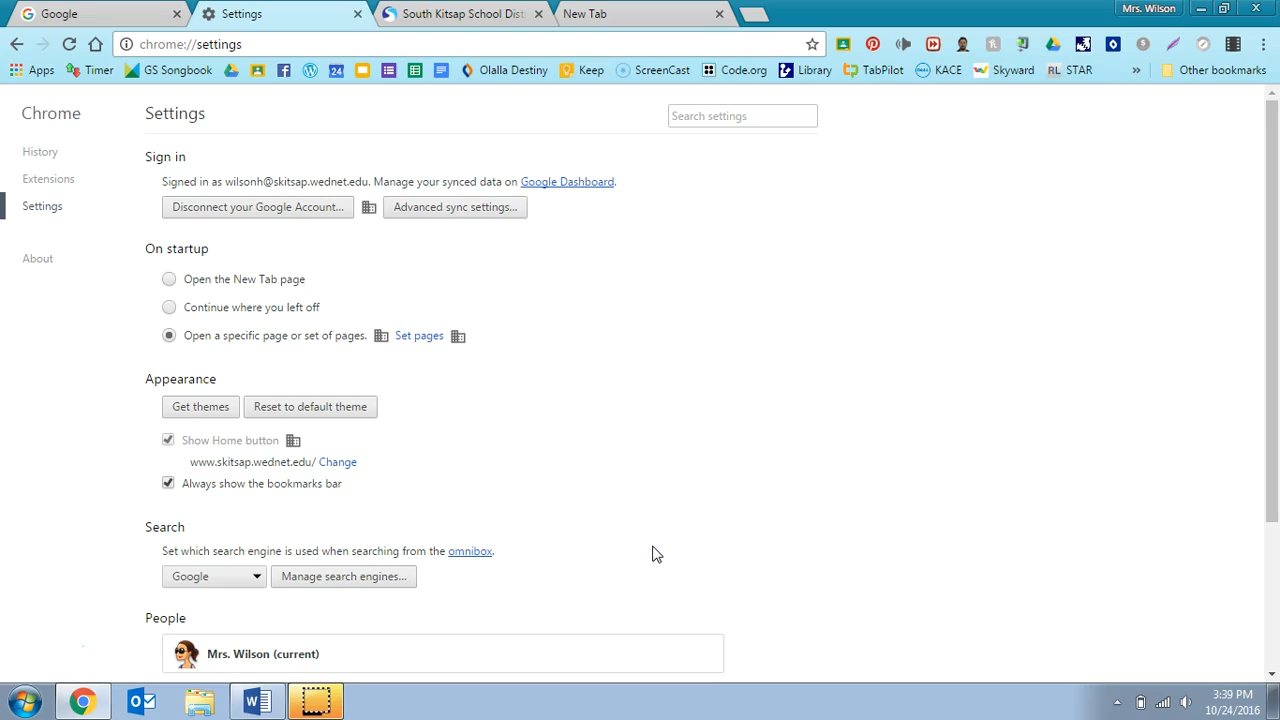 Google
Settings
South Kitsap School Dist
New Tab
Mrs. Wilson
chrome://settings
Apps
Timer
GS Songbook
24
Olalla Destiny
Keep
ScreenCast
Code.org
Library
TabPilot
KACE
Skyward
RL STAR
»
Other bookmarks
Chrome
History
Extensions
Settings
About
Settings
Search settings
Sign in
Signed in as wilsonh@skitsap.wednet.edu. Manage your synced data on Google Dashboard.
Disconnect your Google Account... Advanced sync settings...
On startup
Open the New Tab page
Continue where you left off
Open a specific page or set of pages. Set pages
Appearance
Get themes Reset to default theme
Show Home button
www.skitsap.wednet.edu/ Change
Always show the bookmarks bar
Search
Set which search engine is used when searching from the omnibox.
Google Manage search engines...
People
Mrs. Wilson (current)
3:39 PM
10/24/2016